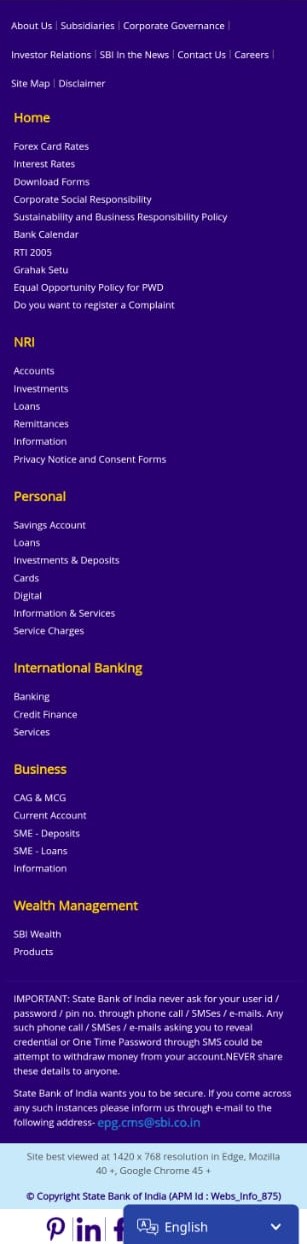 About Us | Subsidiaries | Corporate Governance |
Investor Relations | SBI In the News | Contact Us | Careers |
Site Map | Disclaimer
Home
Forex Card Rates
Interest Rates
Download Forms
Corporate Social Responsibility
Sustainability and Business Responsibility Policy
Bank Calendar
RTI 2005
Grahak Setu
Equal Opportunity Policy for PWD
Do you want to register a Complaint
NRI
Accounts
Investments
Loans
Remittances
Information
Privacy Notice and Consent Forms
Personal
Savings Account
Loans
Investments & Deposits
Cards
Digital
Information & Services
Service Charges
International Banking
Banking
Credit Finance
Services
Business
CAG & MCG
Current Account
SME - Deposits
SME - Loans
Information
Wealth Management
SBI Wealth
Products
IMPORTANT: State Bank of India never ask for your user id /
password / pin no. through phone call / SMSes / e-mails. Any
such phone call / SMSes / e-mails asking you to reveal
credential or One Time Password through SMS could be
attempt to withdraw money from your account.NEVER share
these details to anyone.
State Bank of India wants you to be secure. If you come across
any such instances please inform us through e-mail to the
following address- epg.cms@sbi.co.in
Site best viewed at 1420 x 768 resolution in Edge, Mozilla
40 +, Google Chrome 45 +
© Copyright State Bank of India (APM Id : Webs_Info_875)
English